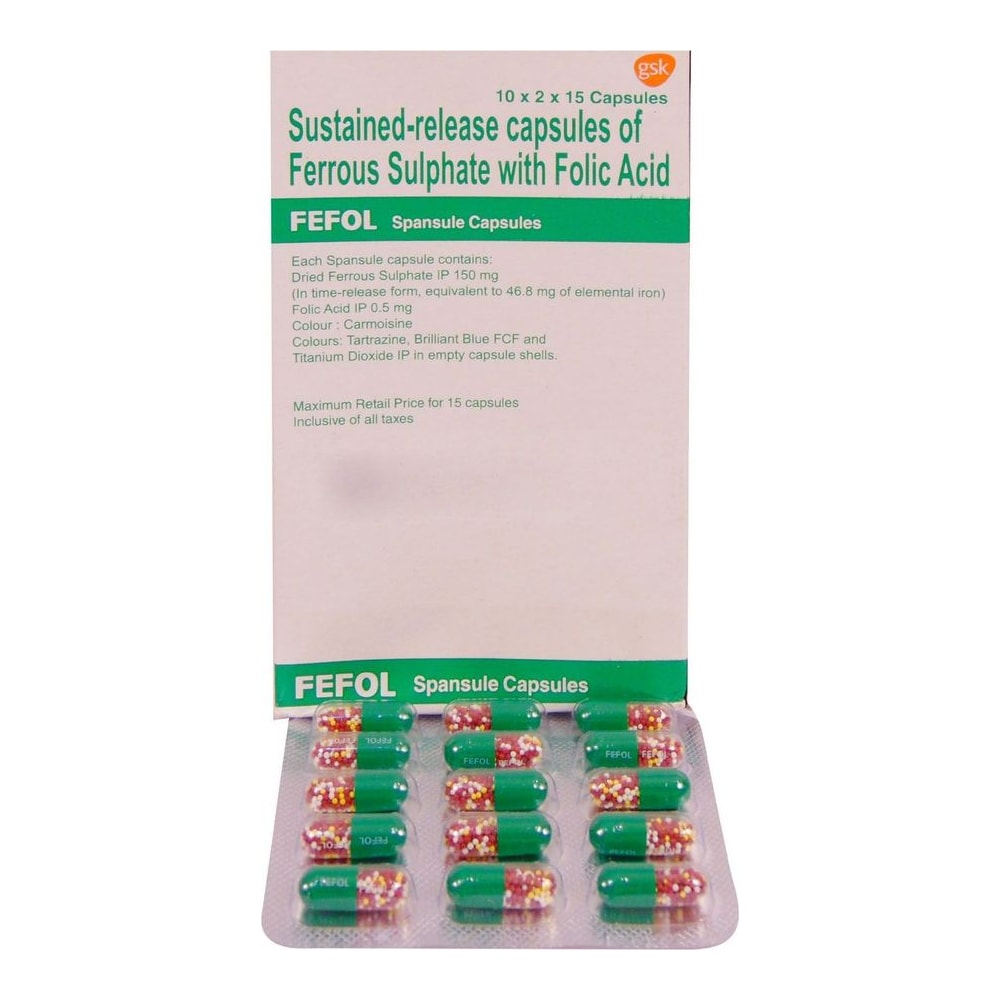 gsk
10 x 2 x 15 Capsules
Sustained-release capsules of
Ferrous Sulphate with Folic Acid
FEFOL Spansule Capsules
Each Spansule capsule contains:
Dried Ferrous Sulphate IP 150 mg
(In time-release form, equivalent to 46.8 mg of elemental iron)
Folic Acid IP 0.5 mg
Colour : Carmoisine
Colours: Tartrazine, Brilliant Blue FCF and
Titanium Dioxide IP in empty capsule shells.
Maximum Retail Price for 15 capsules
Inclusive of all taxes
FEFOL Spansule Capsules
FEFOL FEFOL
FEFOL FEFOL
FEFOL FEFOL
FEFOL FEFOL
FEFOL